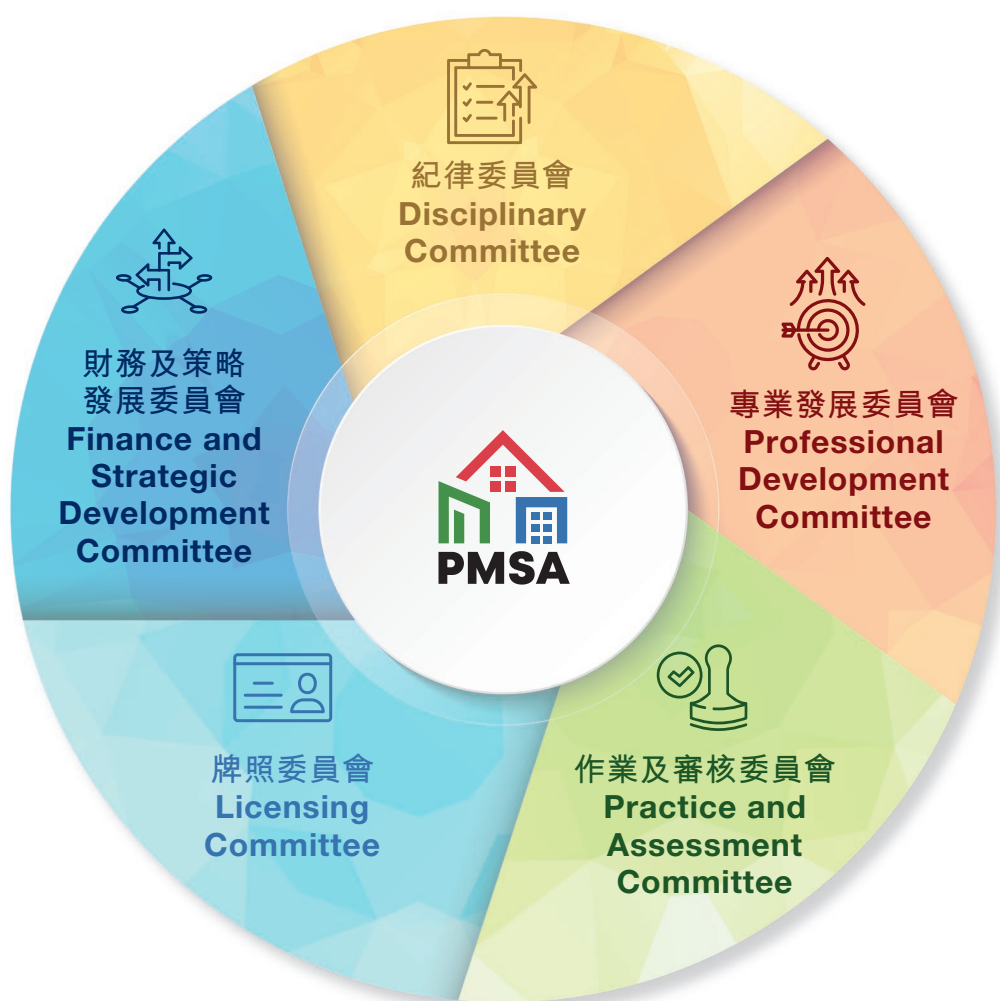 紀律委員會
Disciplinary
Committee
專業發展委員會
Professional
Development
Committee
財務及策略
發展委員會
Finance and
Strategic
Development
Committee
PMSA
牌照委員會
Licensing
Committee
作業及審核委員會
Practice and
Assessment
Committee